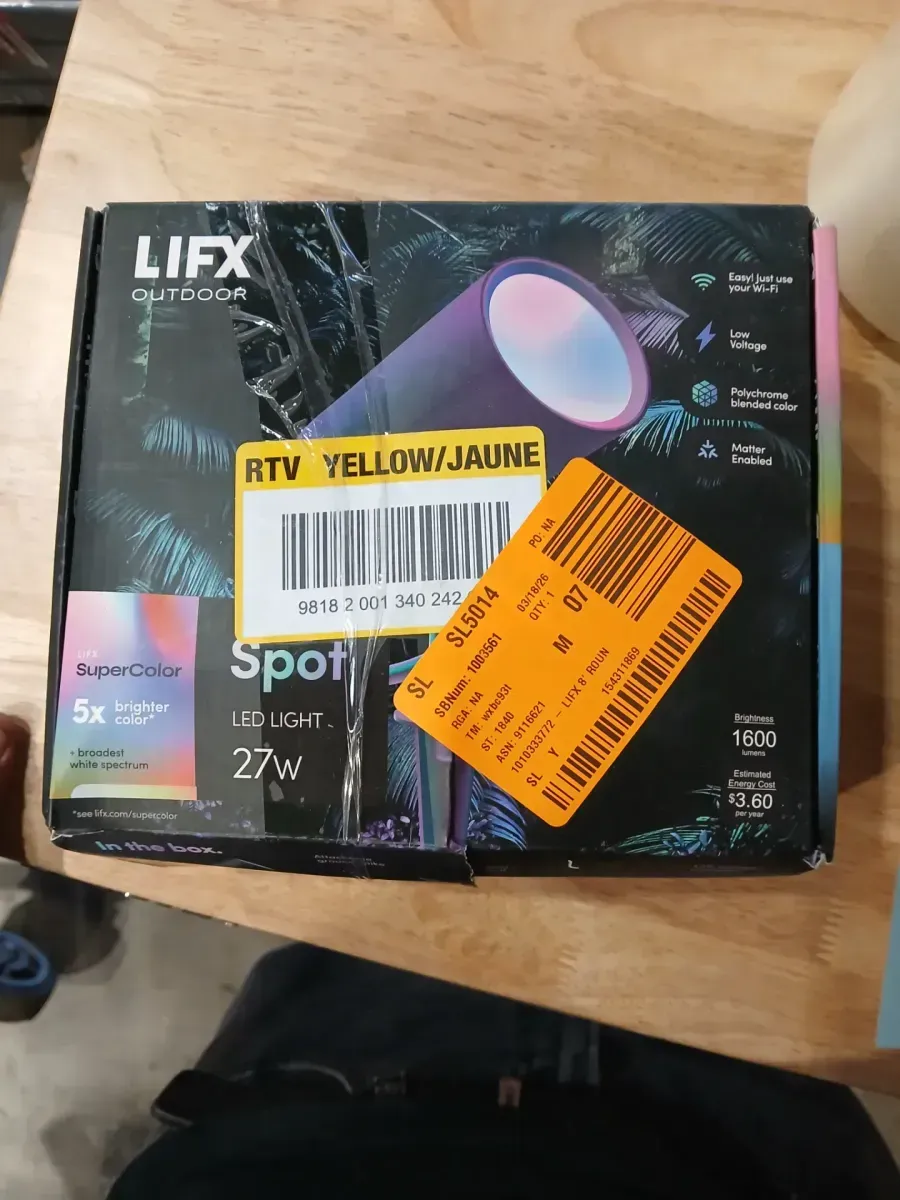 LIFX
OUTDOOR
Easy! Just use
your Wi-Fi
Low
Voltage
Polychrome
blended color
Matter
Enabled
RTV YELLOW/JAUNE
9818 2 001 340 242
SL SL5014
SBNum: 1003561
RGA: NA
TM: wxbc93t
ST: 1840
ASN: 9116621
1010333772 - LIFX 8' ROUN
154311869
SL Y
PO: NA
03/18/26
QTY: 1
M 07
LIFX
SuperColor
5x brighter
color*
+ broadest
white spectrum
*see lifx.com/supercolor
Spot
LED LIGHT
27W
Brightness
1600
lumens
Estimated
Energy Cost
$3.60
per year
In the box.